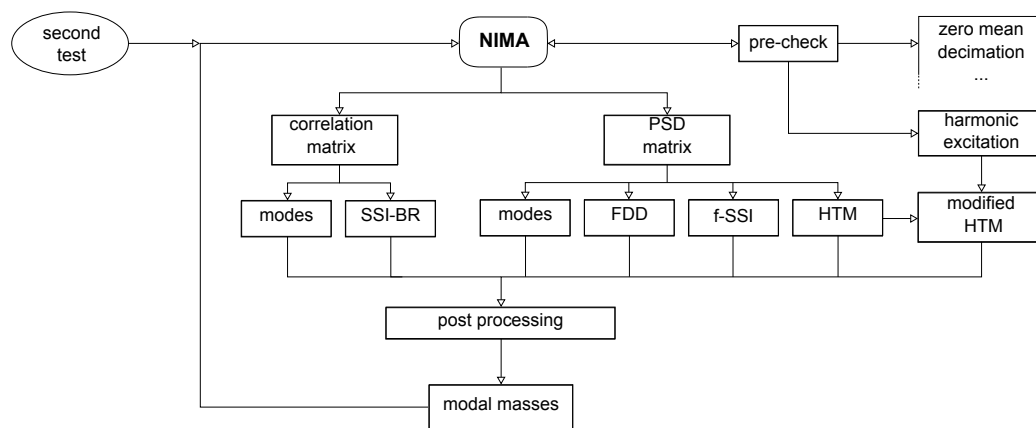 second
test
NIMA
pre-check
zero mean
decimation
...
correlation
matrix
PSD
matrix
harmonic
excitation
modes
SSI-BR
modes
FDD
f-SSI
HTM
modified
HTM
post processing
modal masses